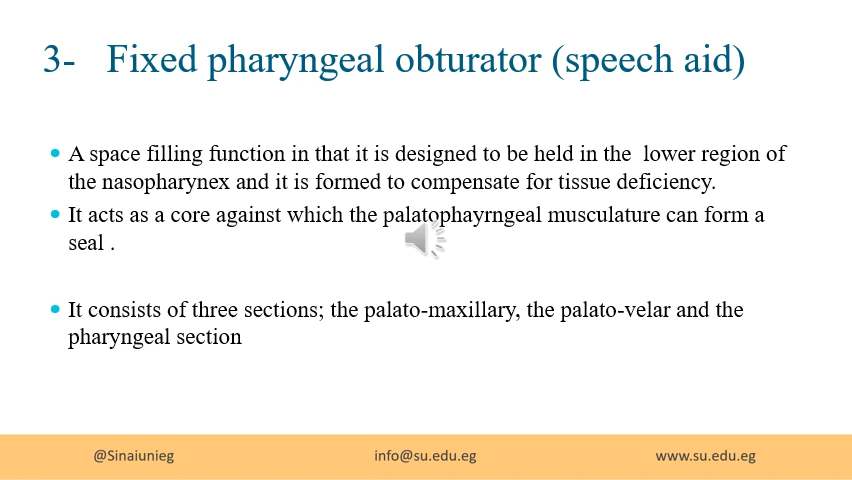 3- Fixed pharyngeal obturator (speech aid)
• A space filling function in that it is designed to be held in the lower region of
the nasopharynex and it is formed to compensate for tissue deficiency.
• It acts as a core against which the palatophayrngeal musculature can form a
seal .
• It consists of three sections; the palato-maxillary, the palato-velar and the
pharyngeal section
@Sinaiunieg info@su.edu.eg www.su.edu.eg